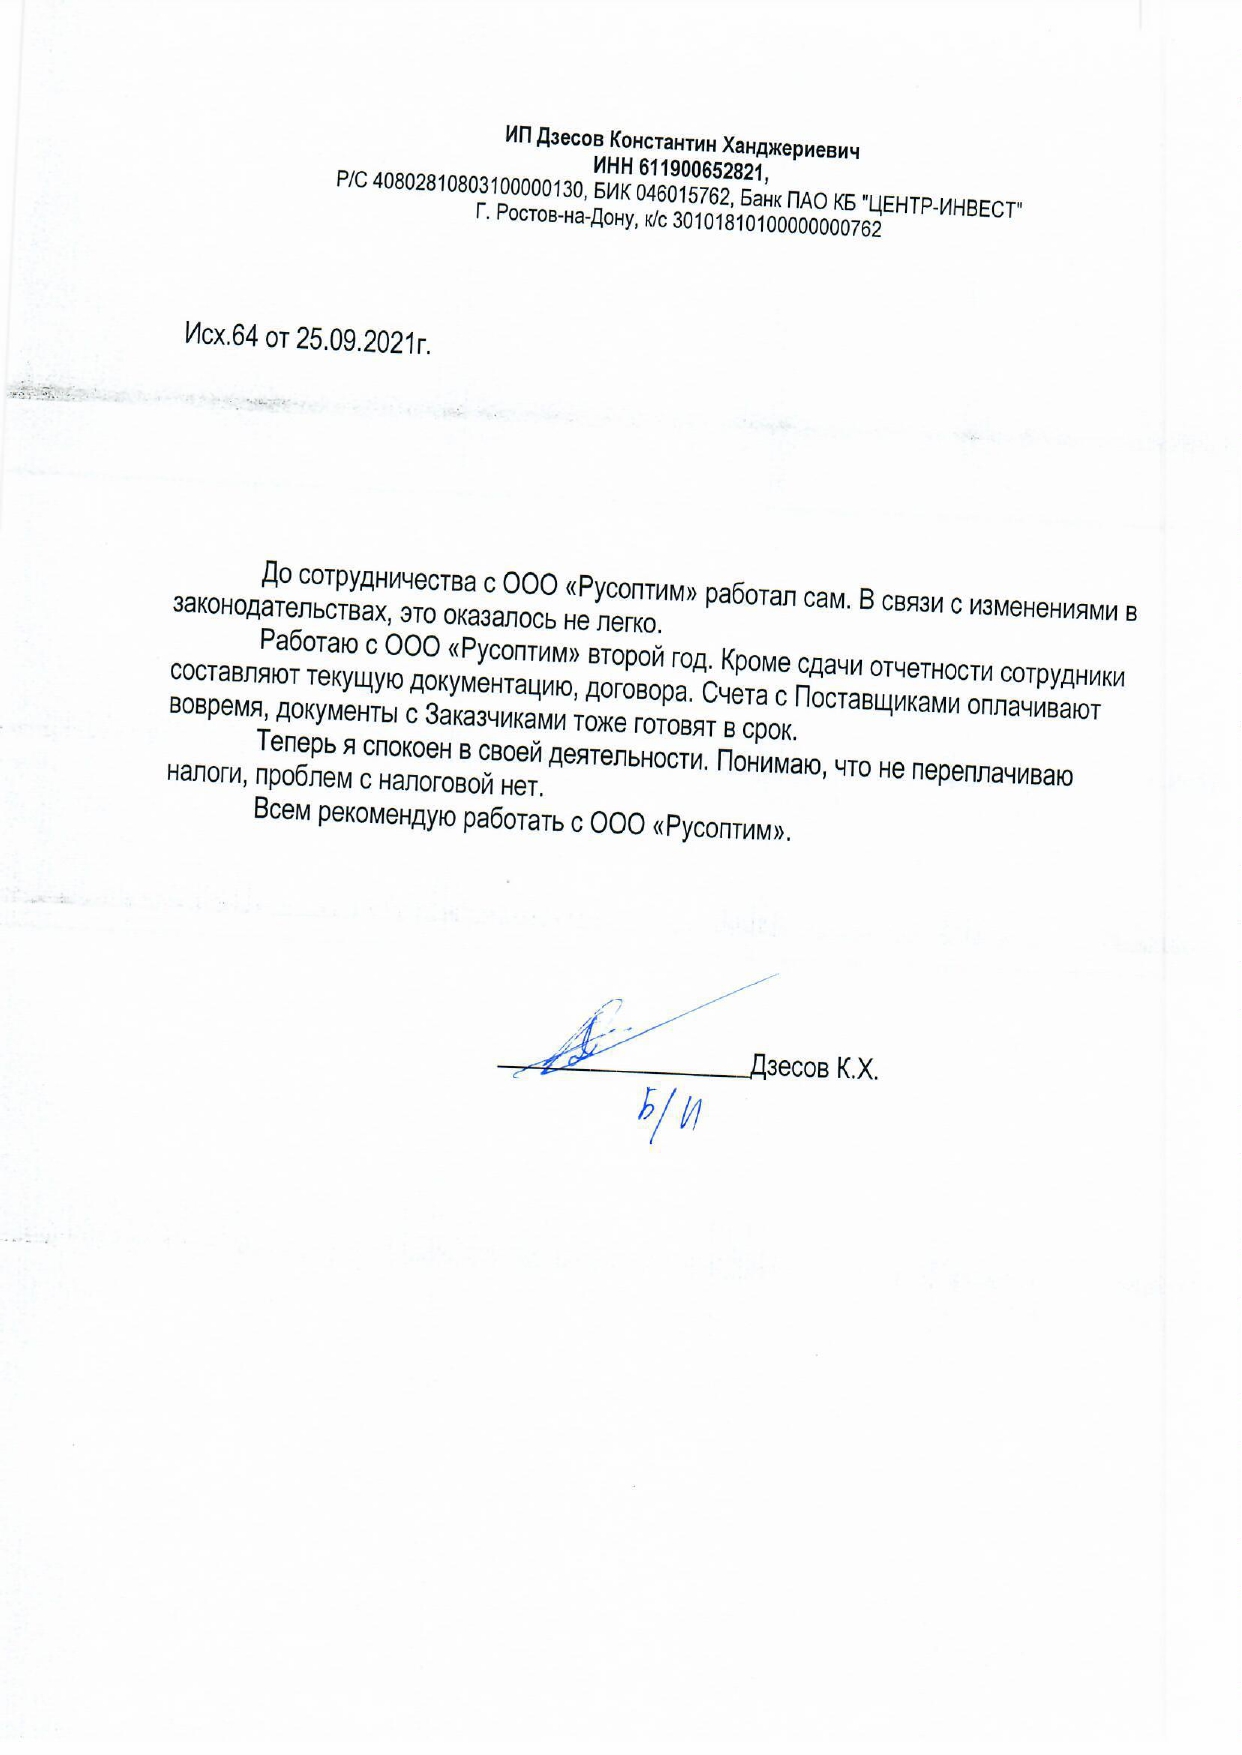 ИП Дзесов Константин Ханджериевич
ИНН 611900652821,
Р/С 40802810803100000130, БИК 046015762, Банк ПАО КБ "ЦЕНТР-ИНВЕСТ"
Г. Ростов-на-Дону, к/с 30101810100000000762
Исх.64 от 25.09.2021г.
До сотрудничества с ООО «Русоптим» работал сам. В связи с изменениями в
законодательствах, это оказалось не легко.
Работаю с ООО «Русоптим» второй год. Кроме сдачи отчетности сотрудники
составляют текущую документацию, договора. Счета с Поставщиками оплачивают
вовремя, документы с Заказчиками тоже готовят в срок.
Теперь я спокоен в своей деятельности. Понимаю, что не переплачиваю
налоги, проблем с налоговой нет.
Всем рекомендую работать с ООО «Русоптим».
Дзесов К.Х.
Б/И